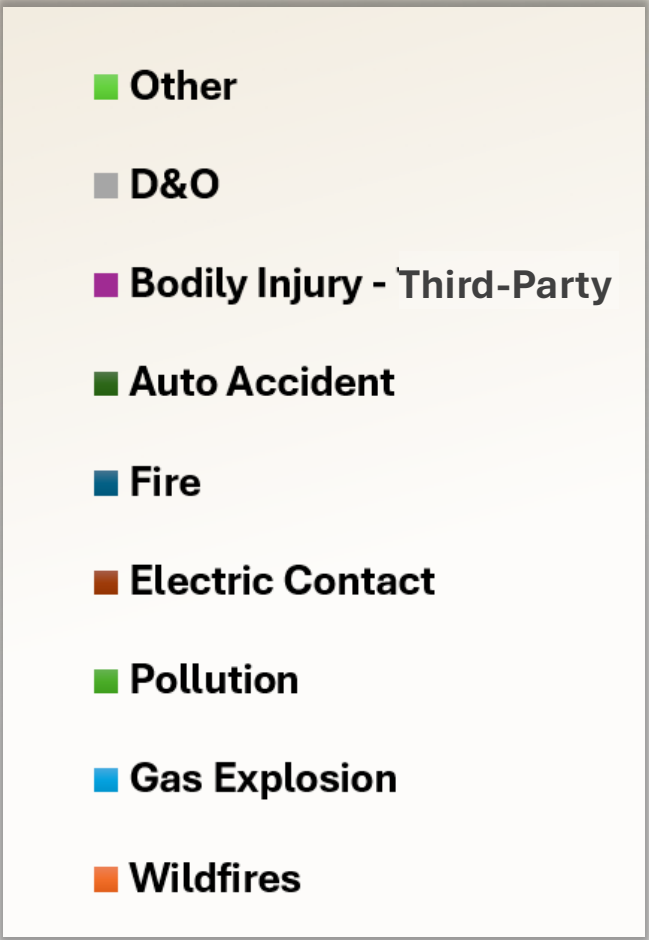 Other
D&O
Bodily Injury - Third-Party
Auto Accident
Fire
Electric Contact
Pollution
Gas Explosion
Wildfires